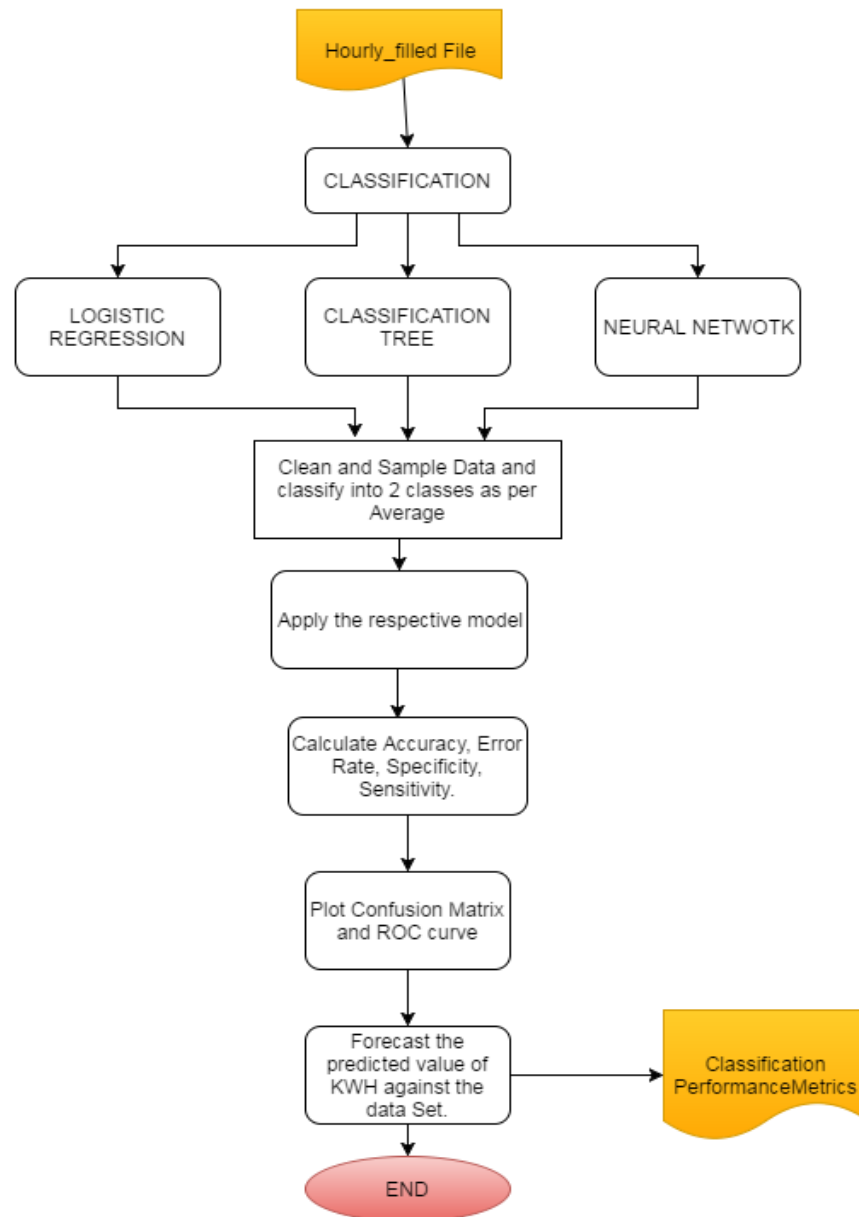 Hourly_filled File
CLASSIFICATION
LOGISTIC
REGRESSION
CLASSIFICATION
TREE
NEURAL NETWOTK
Clean and Sample Data and
classify into 2 classes as per
Average
Apply the respective model
Calculate Accuracy, Error
Rate, Specificity,
Sensitivity.
Plot Confusion Matrix
and ROC curve
Forecast the
predicted value of
KWH against the
data Set.
Classification
PerformanceMetrics
END